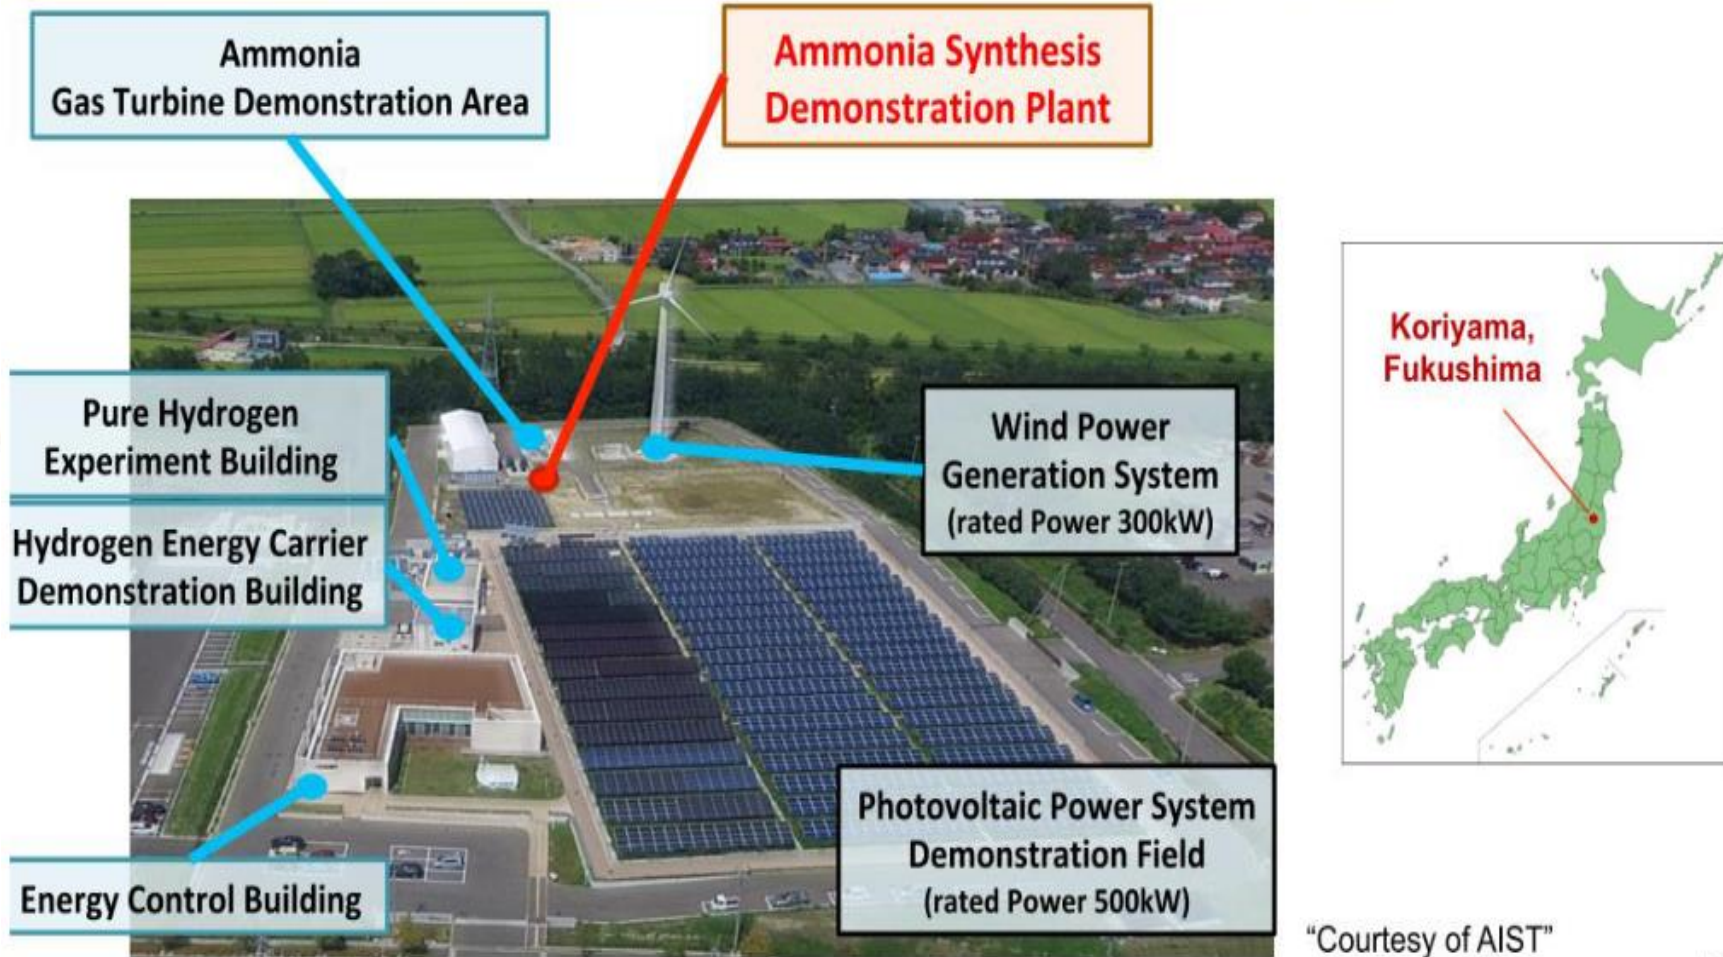 Ammonia
Gas Turbine Demonstration Area
Ammonia Synthesis
Demonstration Plant
Pure Hydrogen
Experiment Building
Hydrogen Energy Carrier
Demonstration Building
Energy Control Building
Wind Power
Generation System
(rated Power 300kW)
Photovoltaic Power System
Demonstration Field
(rated Power 500kW)
Koriyama,
Fukushima
“Courtesy of AIST”